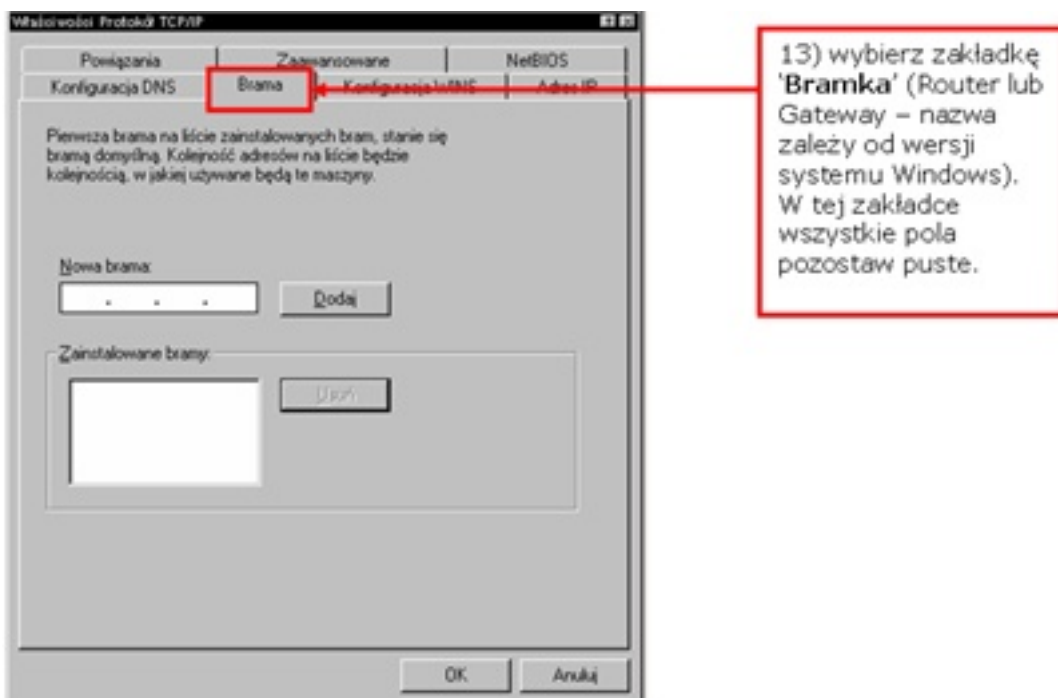 Właściwości Protokół TCP/IP
Powiązania
Zaawansowane
NetBIOS
Konfiguracja DNS
Brama
Konfiguracja WINS
Adres IP
Pierwsza brama na liście zainstalowanych bram, stanie się
bramą domyślną. Kolejność adresów na liście będzie
kolejnością, w jakiej używane będą te maszyny.
Nowa brama:
. . .
Dodaj
Zainstalowane bramy:
Usuń
OK
Anuluj
13) wybierz zakładkę
'Bramka' (Router lub
Gateway – nazwa
zależy od wersji
systemu Windows).
W tej zakładce
wszystkie pola
pozostaw puste.